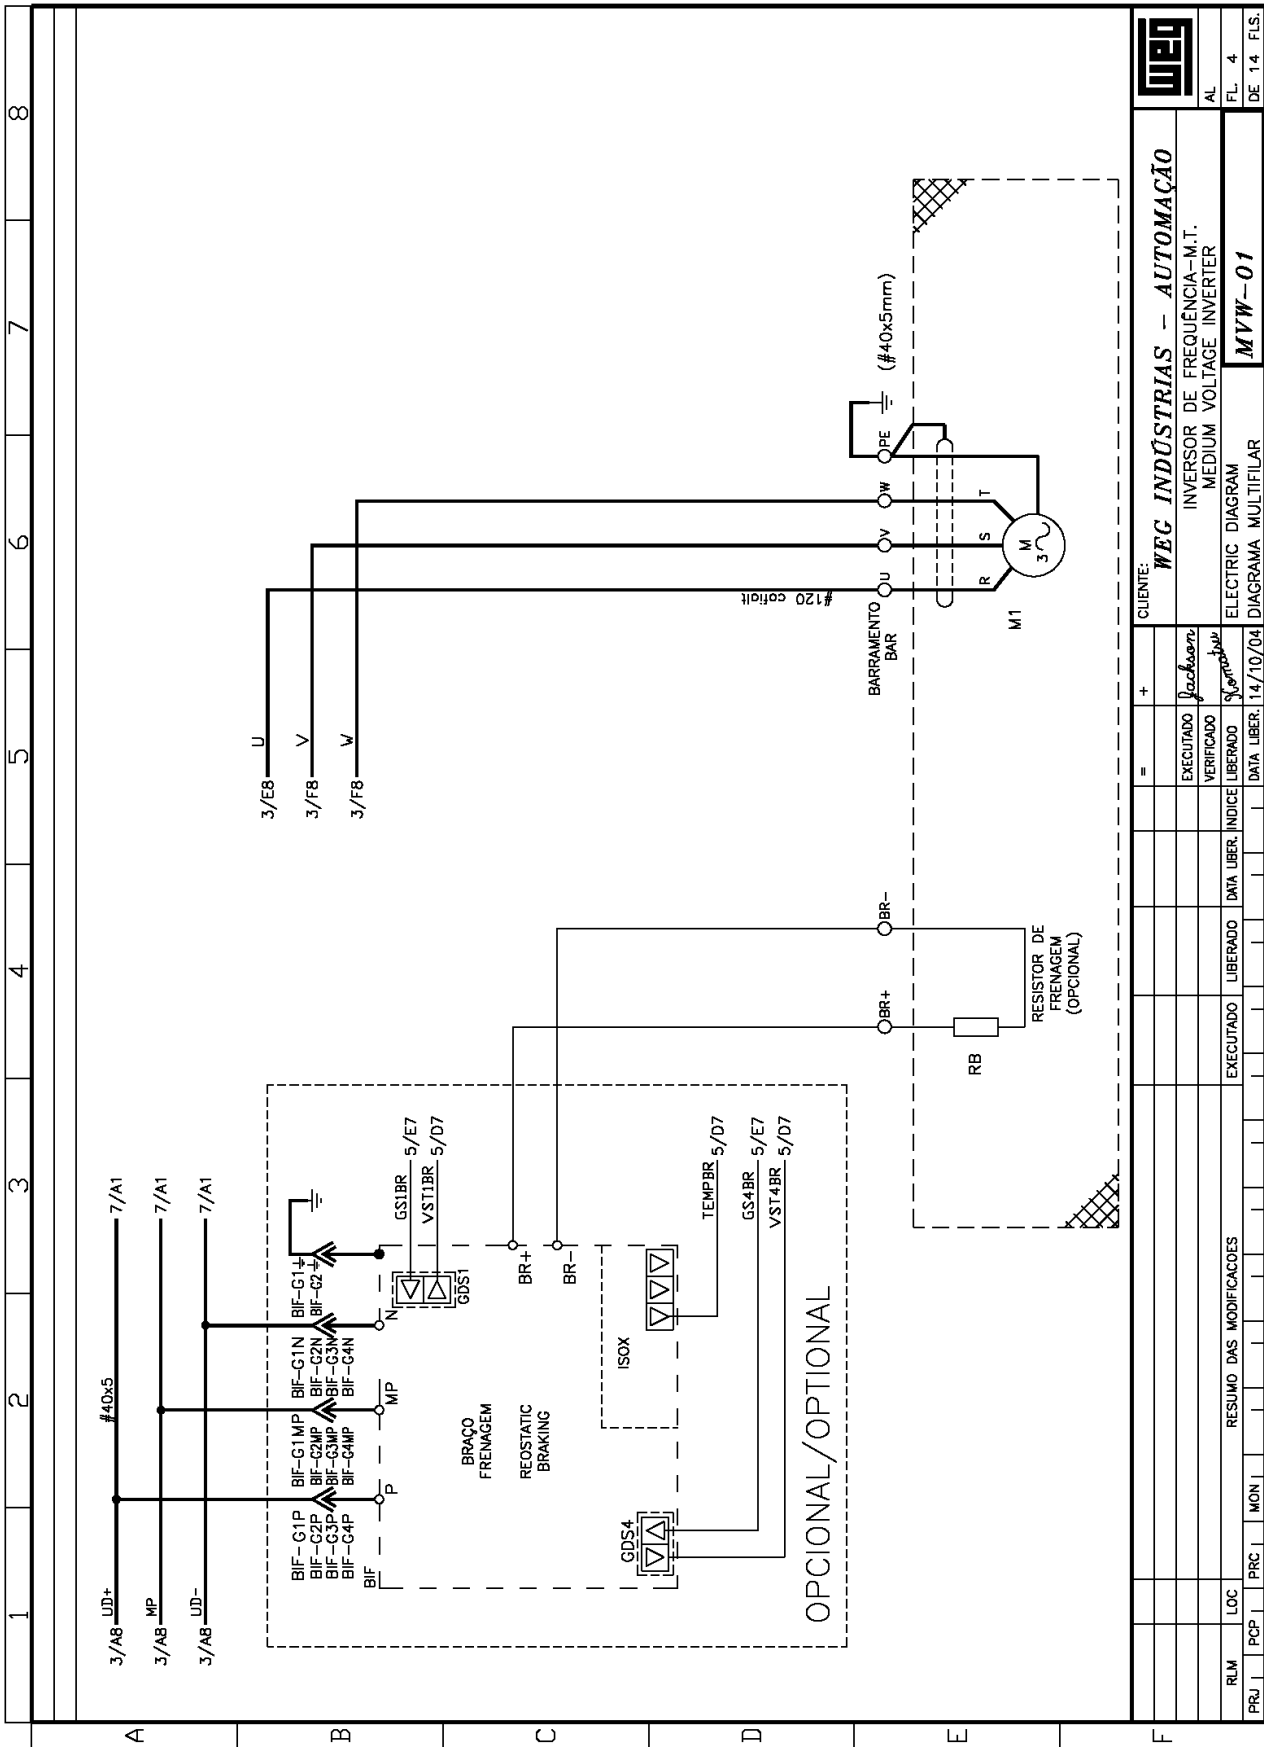 1 2 3 4 5 6 7 8
A
B
C
D
E
F
3/A8 UD+ #40x5 7/A1
3/A8 MP 7/A1
3/A8 UD- 7/A1
BIF-G1P
BIF-G2P
BIF-G3P
BIF-G4P
BIF
P
BIF-G1MP
BIF-G2MP
BIF-G3MP
BIF-G4MP
MP
BIF-G1N
BIF-G2N
BIF-G3N
BIF-G4N
N
BIF-G1
BIF-G2
GDS1
GS1BR 5/E7
VST1BR 5/D7
BRAÇO
FRENAGEM
REOSTATIC
BRAKING
BR+
BR-
ISOX
GDS4
TEMPBR 5/D7
GS4BR 5/E7
VST4BR 5/D7
OPCIONAL/OPTIONAL
BR+
BR-
RB
RESISTOR DE
FRENAGEM
(OPCIONAL)
3/E8 U
3/F8 V
3/F8 W
#120 cofialt
BARRAMENTO
BAR
U
V
W
PE
(#40x5mm)
R
S
T
M
3
M1
RLM
LOC
RESUMO DAS MODIFICACOES
EXECUTADO
LIBERADO
DATA LIBER.
INDICE
PRJ
PCP
PRC
MON
=
+
EXECUTADO Jackson
VERIFICADO
LIBERADO
DATA LIBER. 14/10/04
CLIENTE:
WEG INDÚSTRIAS - AUTOMAÇÃO
INVERSOR DE FREQUÊNCIA-M.T.
MEDIUM VOLTAGE INVERTER
ELECTRIC DIAGRAM
DIAGRAMA MULTIFILAR
MVW-01
weg
AL
FL. 4
DE 14 FLS.